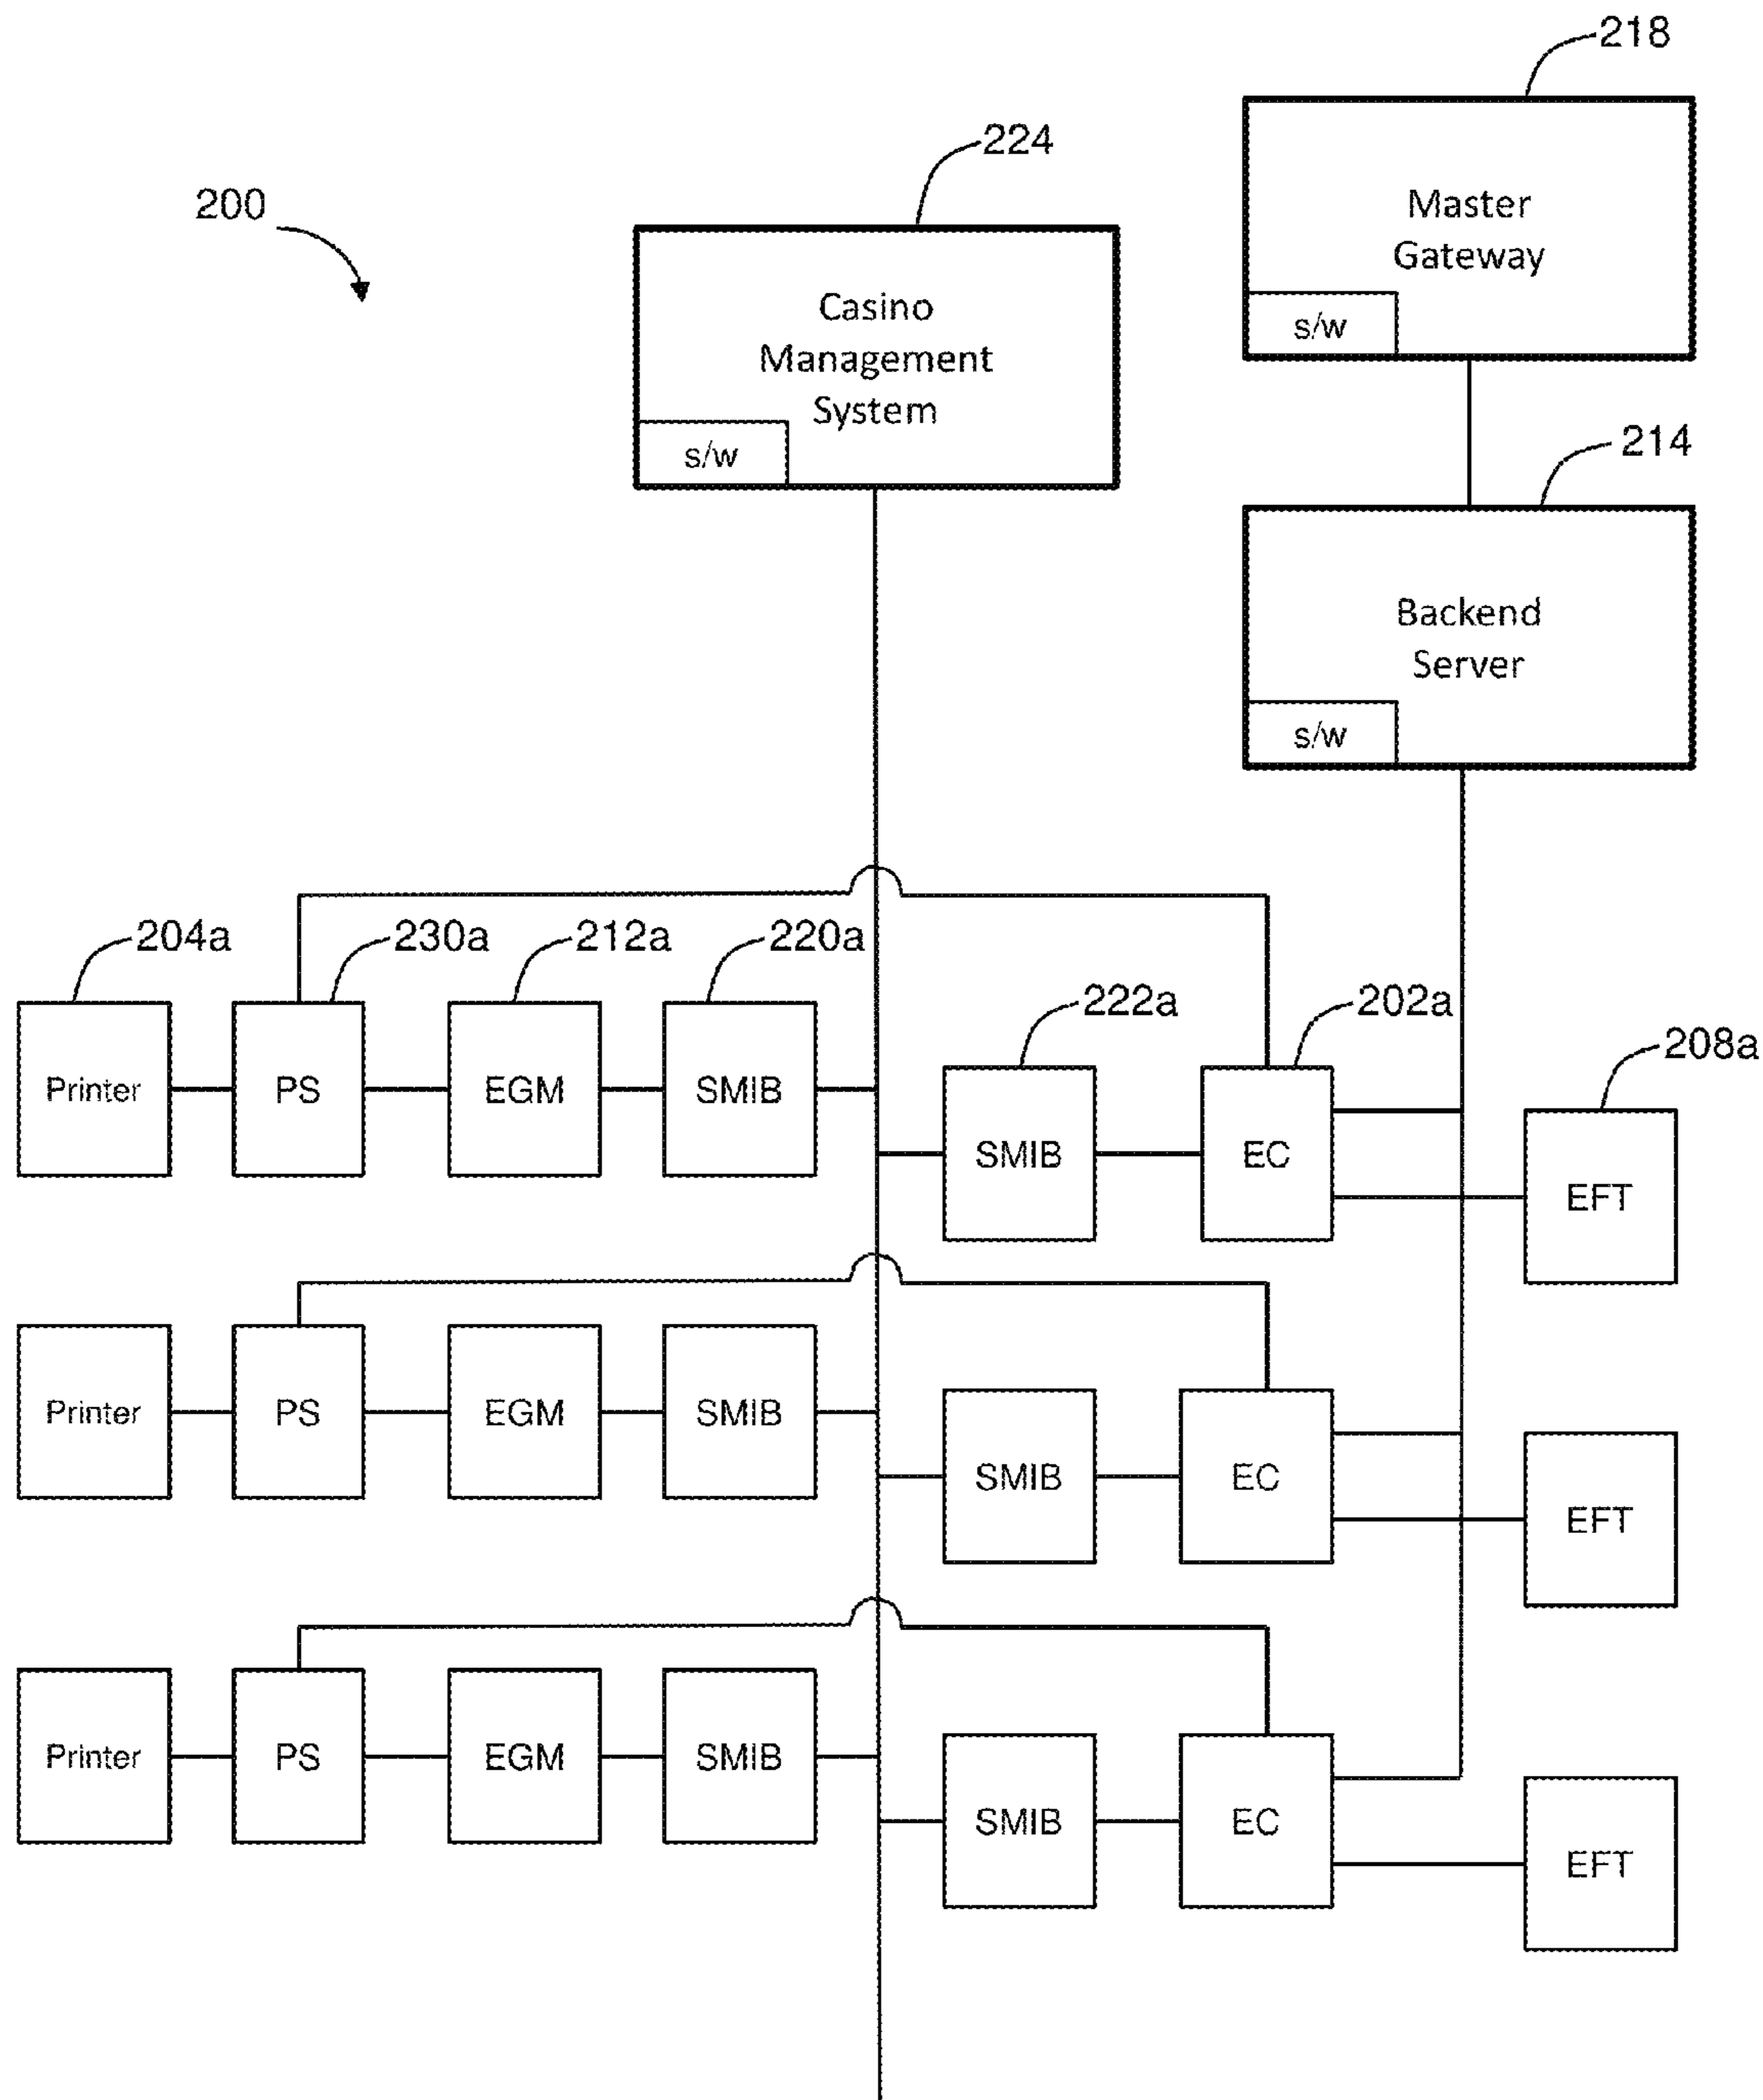 218
224
200
Master
Gateway
s/w
Casino
Management
System
s/w
214
Backend
Server
s/w
204a
230a
212a
220a
222a
202a
208a
Printer
PS
EGM
SMIB
SMIB
EC
EFT
Printer
PS
EGM
SMIB
SMIB
EC
EFT
Printer
PS
EGM
SMIB
SMIB
EC
EFT